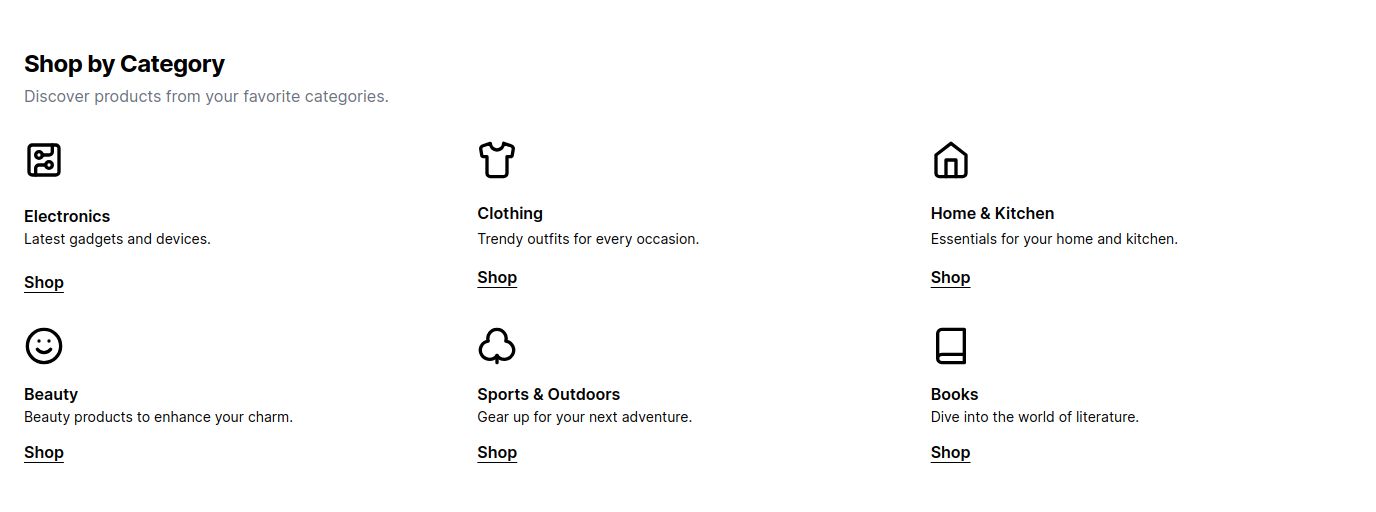 Shop by Category
Discover products from your favorite categories.
Electronics
Latest gadgets and devices.
Shop
Clothing
Trendy outfits for every occasion.
Shop
Home & Kitchen
Essentials for your home and kitchen.
Shop
Beauty
Beauty products to enhance your charm.
Shop
Sports & Outdoors
Gear up for your next adventure.
Shop
Books
Dive into the world of literature.
Shop